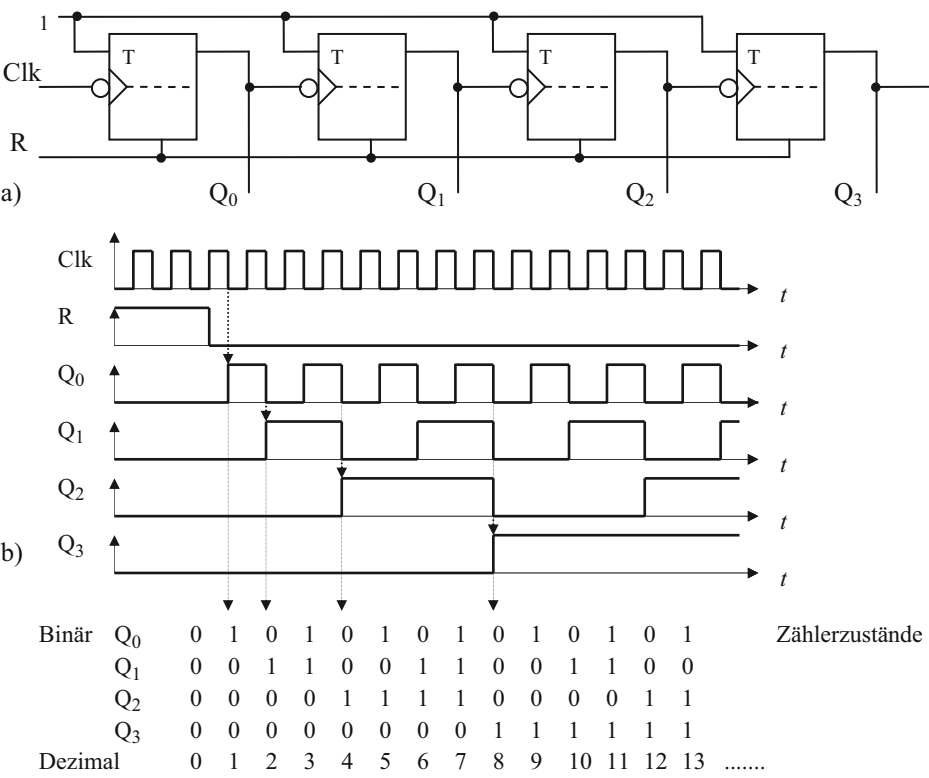 1
T T T T
Clk
R
a) Q₀ Q₁ Q₂ Q₃
Clk
t
R
t
Q₀
t
Q₁
t
Q₂
t
b) Q₃
t
Binär Q₀ 0 1 0 1 0 1 0 1 0 1 0 1 0 1 Zählerzustände
Q₁ 0 0 1 1 0 0 1 1 0 0 1 1 0 0
Q₂ 0 0 0 0 1 1 1 1 0 0 0 0 1 1
Q₃ 0 0 0 0 0 0 0 0 1 1 1 1 1 1
Dezimal 0 1 2 3 4 5 6 7 8 9 10 11 12 13 .......